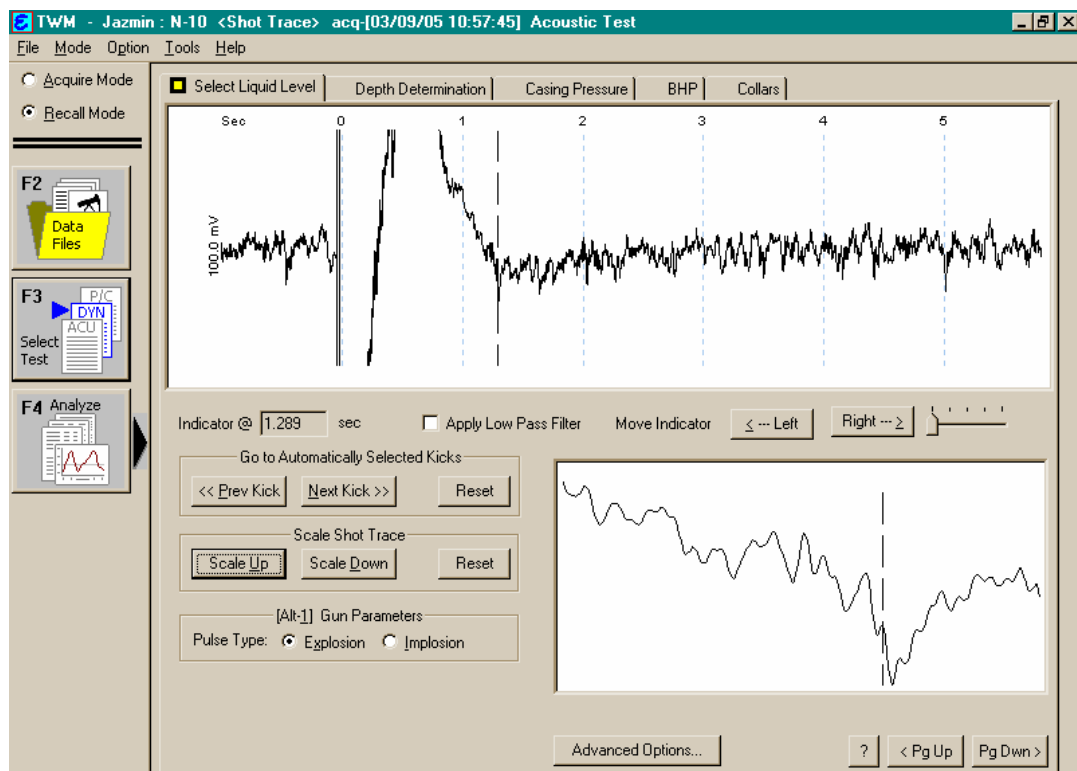 TWM - Jazmin : N-10 <Shot Trace> acq-[03/09/05 10:57:45] Acoustic Test
File Mode Option Tools Help
Acquire Mode
Recall Mode
F2
Data
Files
F3
P/C
DYN
ACU
Select
Test
F4 Analyze
Select Liquid Level Depth Determination Casing Pressure BHP Collars
Sec 0 1 2 3 4 5
100.0 mV
Indicator @ 1.289 sec Apply Low Pass Filter Move Indicator < --- Left Right --- >
Go to Automatically Selected Kicks
<< Prev Kick Next Kick >> Reset
Scale Shot Trace
Scale Up Scale Down Reset
[Alt-1] Gun Parameters
Pulse Type: Explosion Implosion
Advanced Options... ? < Pg Up Pg Dwn >